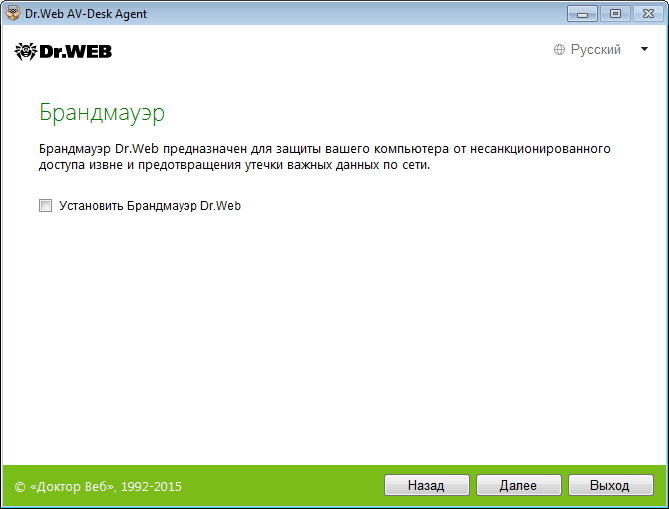 Dr.Web AV-Desk Agent
Dr.WEB
Русский
Брандмауэр
Брандмауэр Dr.Web предназначен для защиты вашего компьютера от несанкционированного
доступа извне и предотвращения утечки важных данных по сети.
Установить Брандмауэр Dr.Web
© «Доктор Веб», 1992-2015
Назад
Далее
Выход